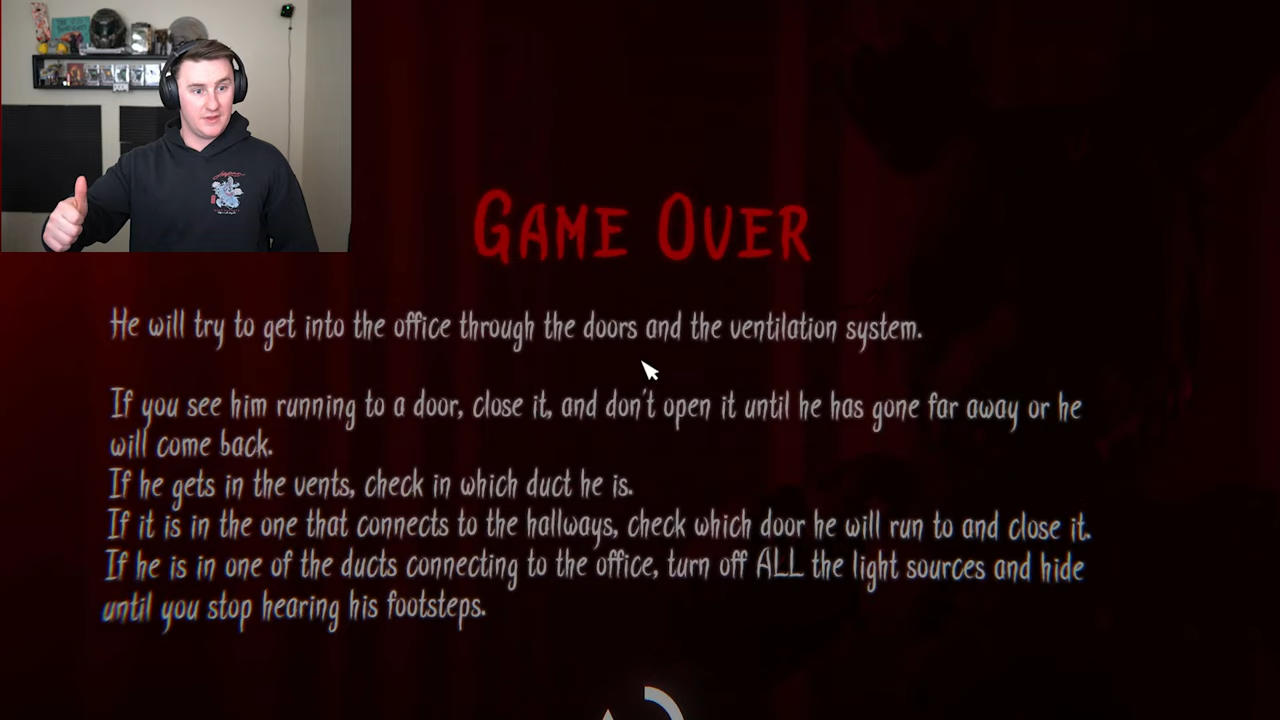 GAME OVER
He will try to get into the office through the doors and the ventilation system.
If you see him running to a door, close it, and don't open it until he has gone far away or he
will come back.
If he gets in the vents, check in which duct he is.
If it is in the one that connects to the hallways, check which door he will run to and close it.
If he is in one of the ducts connecting to the office, turn off ALL the light sources and hide
until you stop hearing his footsteps.